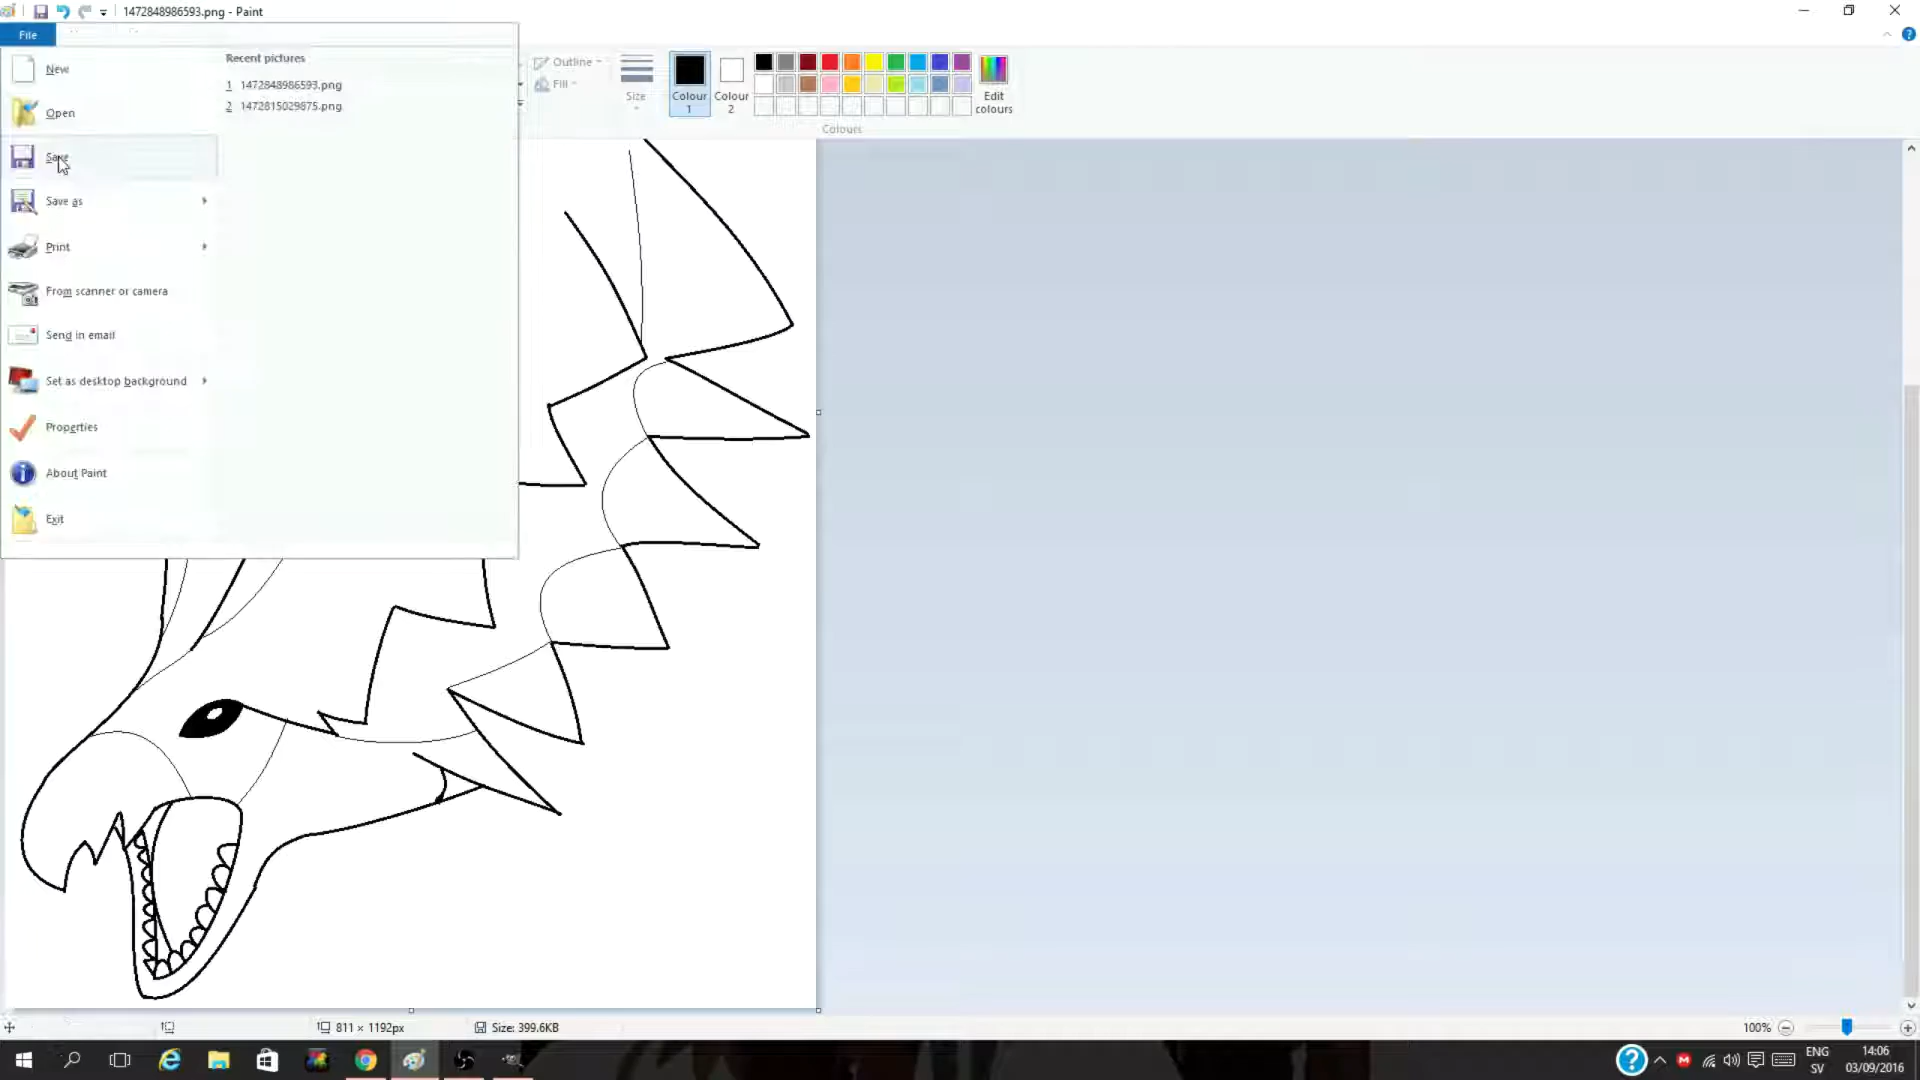 1472848986593.png - Paint
File
New
Open
Save
Save as
Print
From scanner or camera
Send in email
Set as desktop background
Properties
About Paint
Exit
Recent pictures
1 1472848986593.png
2 1472815029875.png
Outline
Fill
Size
Colour
1
Colour
2
Edit
colours
Colours
811 × 1192px
Size: 399.6KB
100%
ENG
SV
14:06
03/09/2016